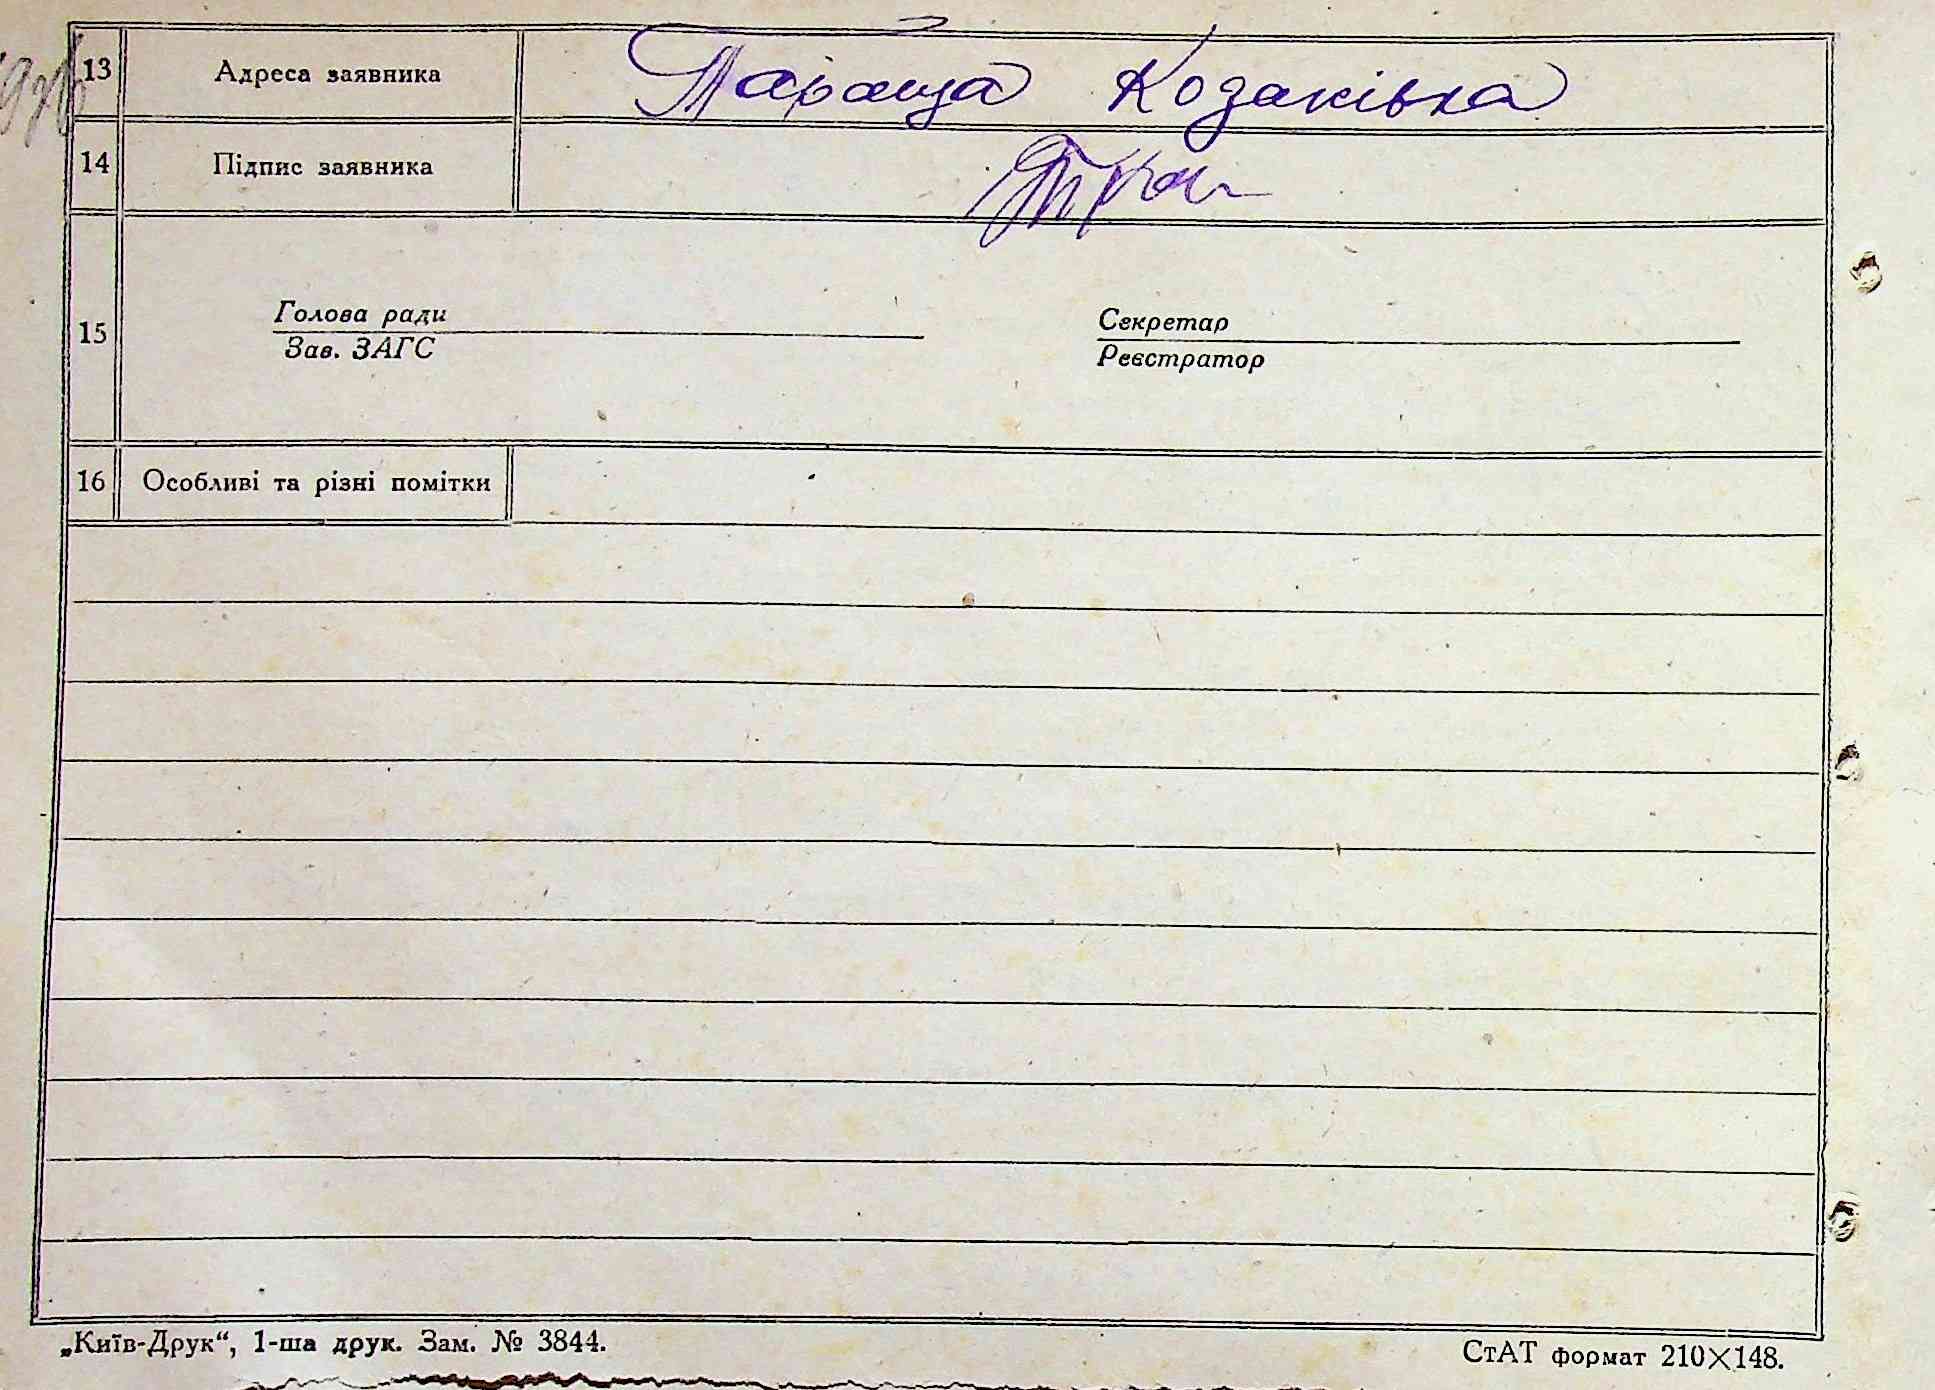 13 Адреса заявника Тараща Козаківка
14 Підпис заявника
15
Голова ради
Зав. ЗАГС
Секретар
Реєстратор
16 Особливі та різні помітки
„Київ-Друк“, 1-ша друк. Зам. № 3844.
СтАТ формат 210×148.